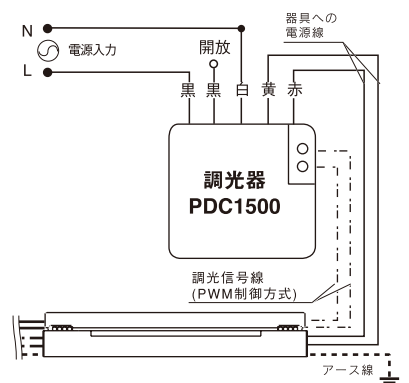 N
電源入力
L
開放
器具への
電源線
黒
黒
白
黄
赤
調光器
PDC1500
調光信号線
(PWM制御方式)
アース線